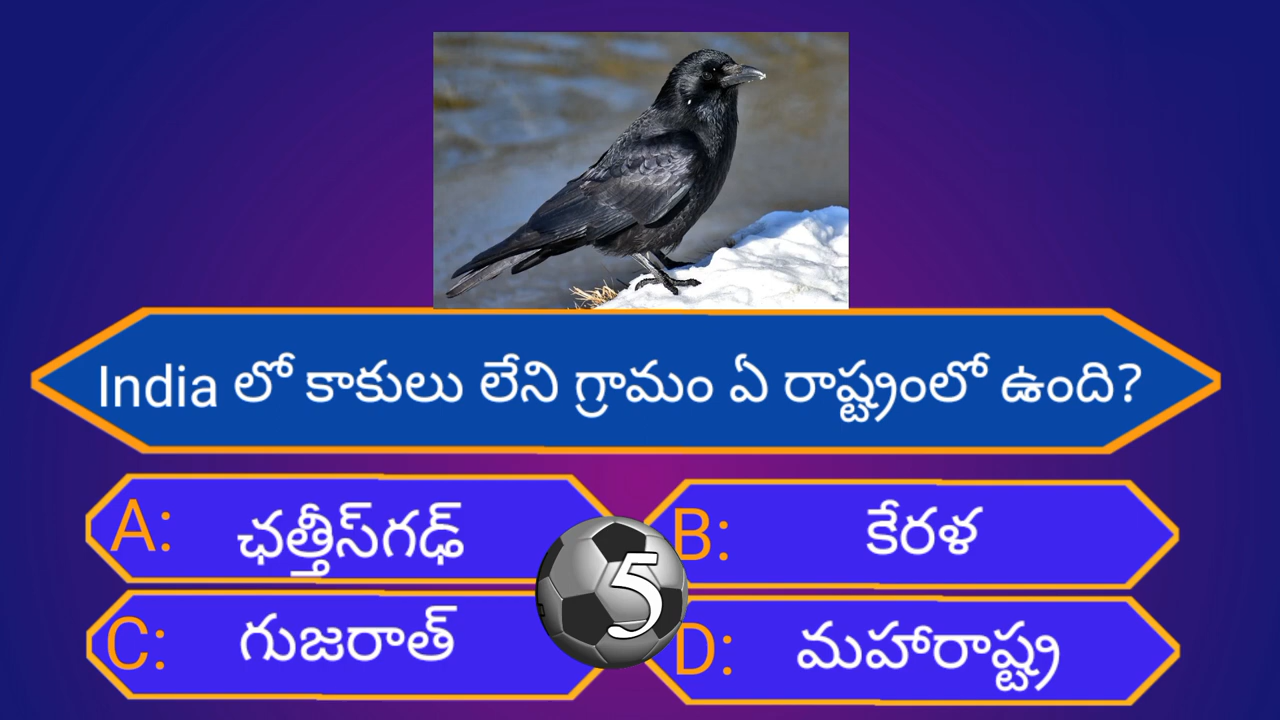 India లో కాకులు లేని గ్రామం ఏ రాష్ట్రంలో ఉంది?
A: ఛత్తీస్‌గఢ్
B: కేరళ
5
C: గుజరాత్
D: మహారాష్ట్ర